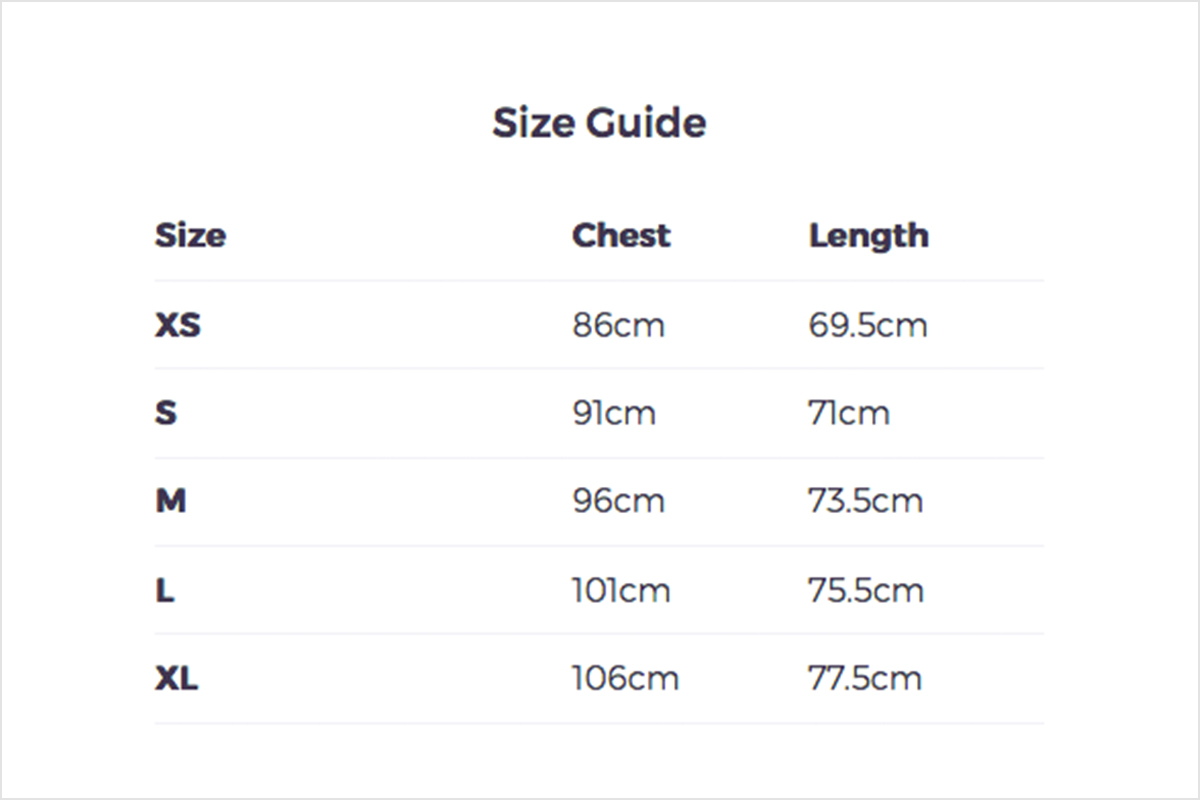 Size Guide
Size Chest Length
XS 86cm 69.5cm
S 91cm 71cm
M 96cm 73.5cm
L 101cm 75.5cm
XL 106cm 77.5cm